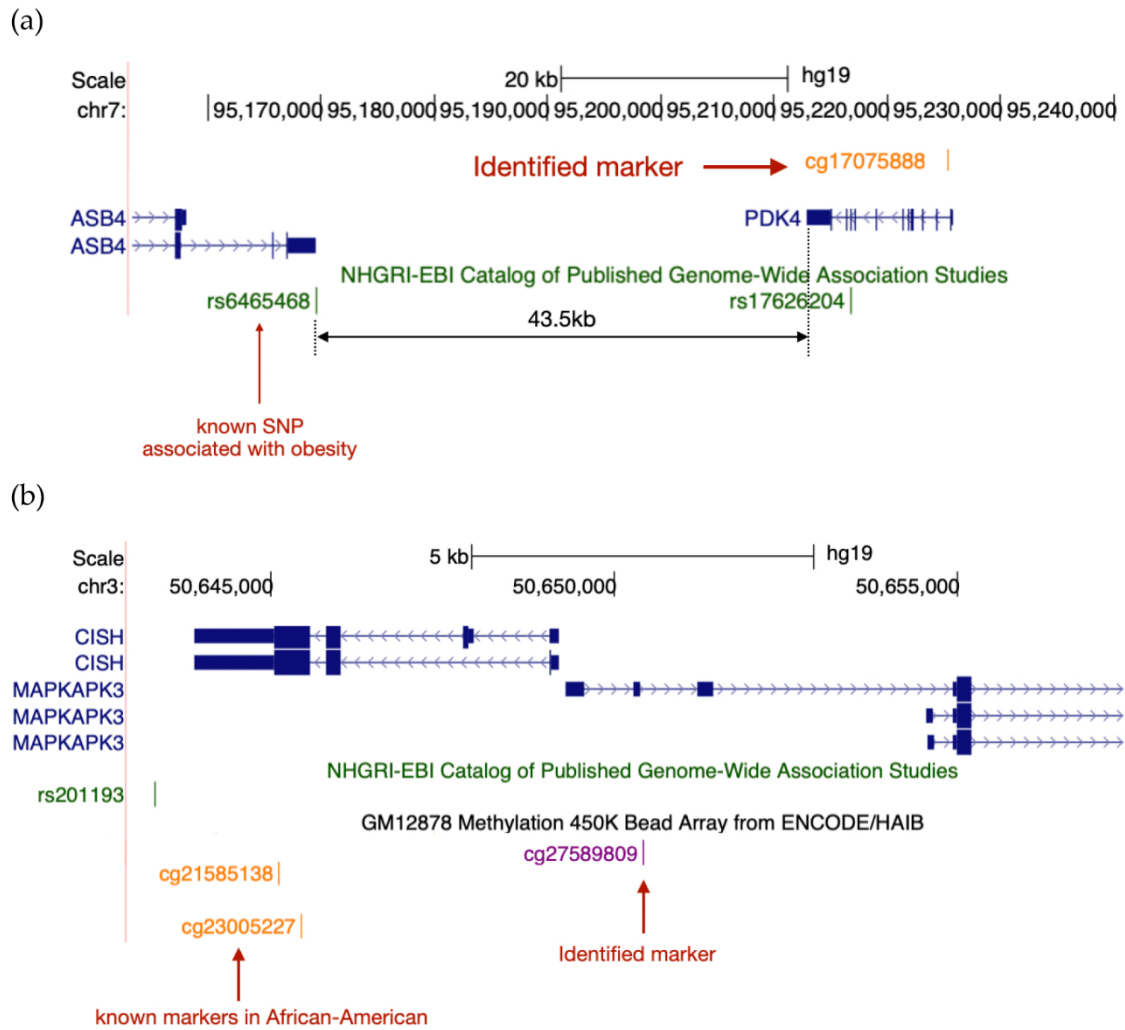 (a)
Scale 20 kb hg19
chr7: 95,170,000 95,180,000 95,190,000 95,200,000 95,210,000 95,220,000 95,230,000 95,240,000
Identified marker cg17075888
ASB4 PDK4
ASB4
NHGRI-EBI Catalog of Published Genome-Wide Association Studies
rs6465468 rs17626204
43.5kb
known SNP
associated with obesity
(b)
Scale 5 kb hg19
chr3: 50,645,000 50,650,000 50,655,000
CISH
CISH
MAPKAPK3
MAPKAPK3
MAPKAPK3
NHGRI-EBI Catalog of Published Genome-Wide Association Studies
rs201193
GM12878 Methylation 450K Bead Array from ENCODE/HAIB
cg27589809
cg21585138
cg23005227
Identified marker
known markers in African-American